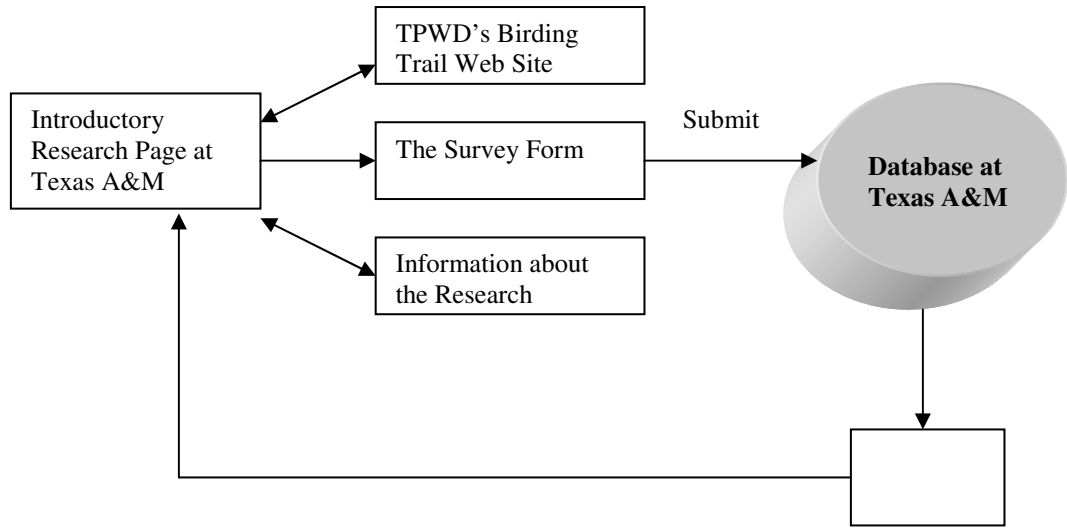 TPWD’s Birding
Trail Web Site
Introductory
Research Page at
Texas A&M
The Survey Form
Submit
Database at
Texas A&M
Information about
the Research